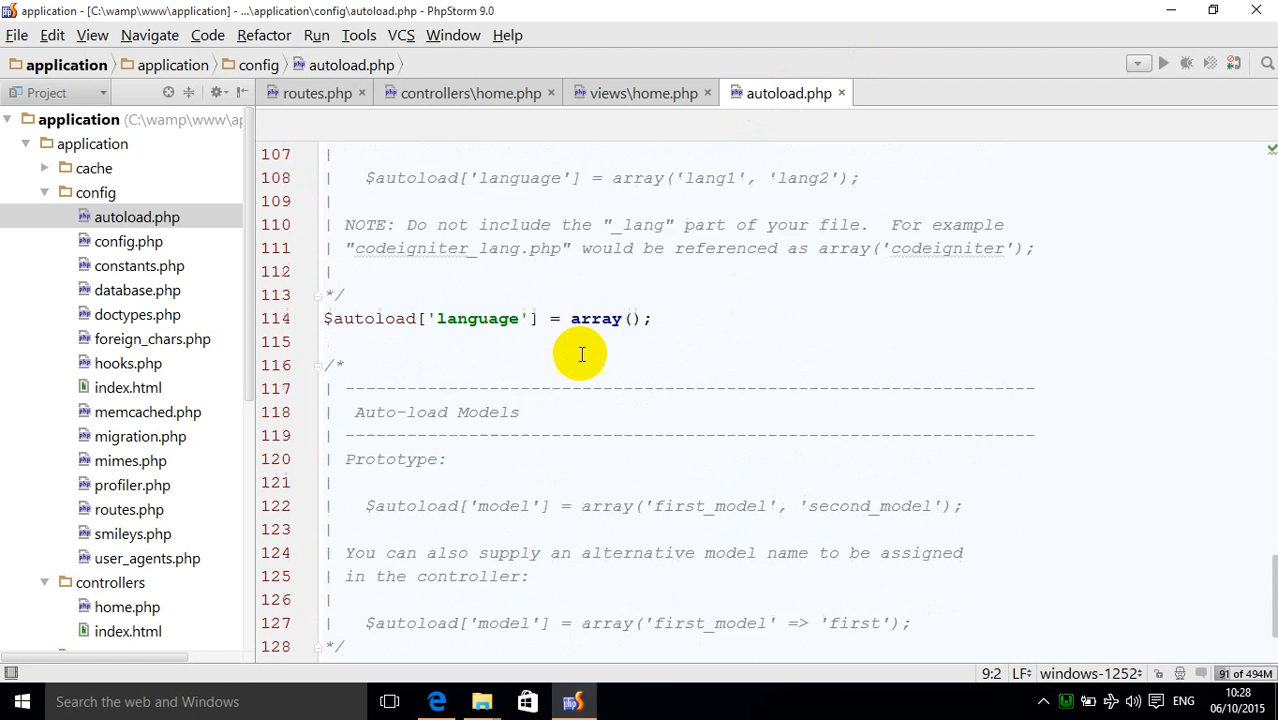 application - [C:\wamp\www\application] - ...\application\config\autoload.php - PhpStorm 9.0
File Edit View Navigate Code Refactor Run Tools VCS Window Help
application application config autoload.php
Project routes.php controllers\home.php views\home.php autoload.php
application (C:\wamp\www\ap
application
cache
config
autoload.php
config.php
constants.php
database.php
doctypes.php
foreign_chars.php
hooks.php
index.html
memcached.php
migration.php
mimes.php
profiler.php
routes.php
smileys.php
user_agents.php
controllers
home.php
index.html
107 |
108 | $autoload['language'] = array('lang1', 'lang2');
109 |
110 | NOTE: Do not include the "_lang" part of your file. For example
111 | "codeigniter_lang.php" would be referenced as array('codeigniter');
112 |
113 */
114 $autoload['language'] = array();
115
116 /*
117 | -------------------------------------------------------------------
118 | Auto-load Models
119 | -------------------------------------------------------------------
120 | Prototype:
121 |
122 | $autoload['model'] = array('first_model', 'second_model');
123 |
124 | You can also supply an alternative model name to be assigned
125 | in the controller:
126 |
127 | $autoload['model'] = array('first_model' => 'first');
128 */
9:2 LF windows-1252 91 of 494M
Search the web and Windows
ENG
10:28
06/10/2015